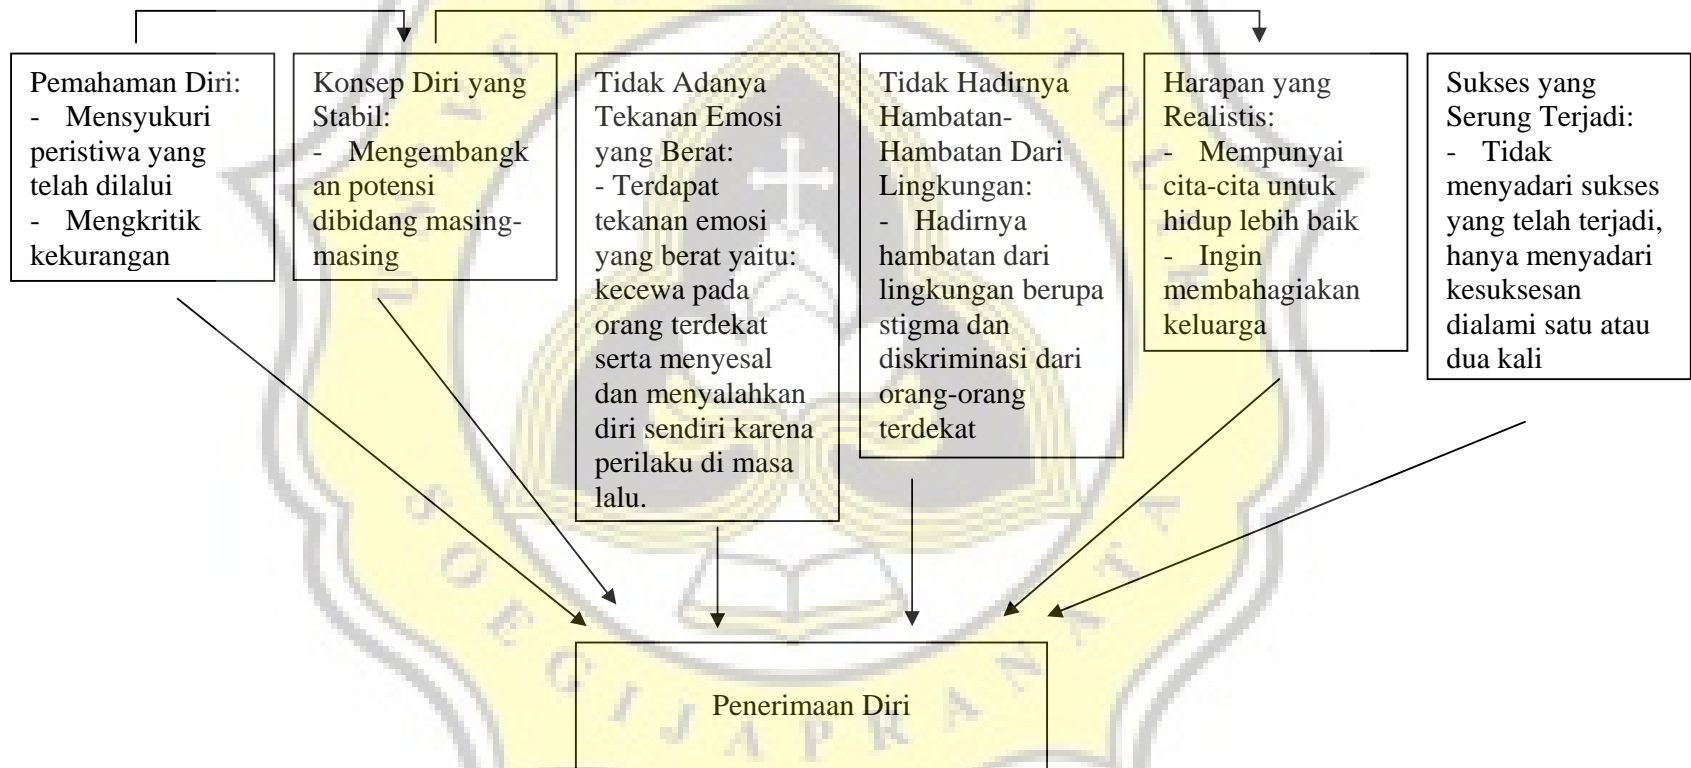 Pemahaman Diri:
- Mensyukuri
peristiwa yang
telah dilalui
- Mengkritik
kekurangan
Konsep Diri yang
Stabil:
- Mengembangk
an potensi
dibidang masing-
masing
Tidak Adanya
Tekanan Emosi
yang Berat:
- Terdapat
tekanan emosi
yang berat yaitu:
kecewa pada
orang terdekat
serta menyesal
dan menyalahkan
diri sendiri karena
perilaku di masa
lalu.
Tidak Hadirnya
Hambatan-
Hambatan Dari
Lingkungan:
- Hadirnya
hambatan dari
lingkungan berupa
stigma dan
diskriminasi dari
orang-orang
terdekat
Harapan yang
Realistis:
- Mempunyai
cita-cita untuk
hidup lebih baik
- Ingin
membahagiakan
keluarga
Sukses yang
Serung Terjadi:
- Tidak
menyadari sukses
yang telah terjadi,
hanya menyadari
kesuksesan
dialami satu atau
dua kali
Penerimaan Diri
SOEGIJAPRANATA